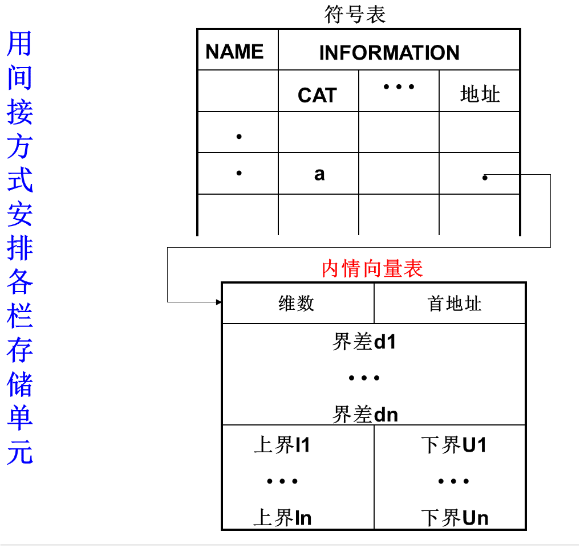 用间接方式安排各栏存储单元
符号表
NAME INFORMATION
CAT ••• 地址
•
• a •
内情向量表
维数 首地址
界差d1
•••
界差dn
上界l1 下界U1
••• •••
上界ln 下界Un